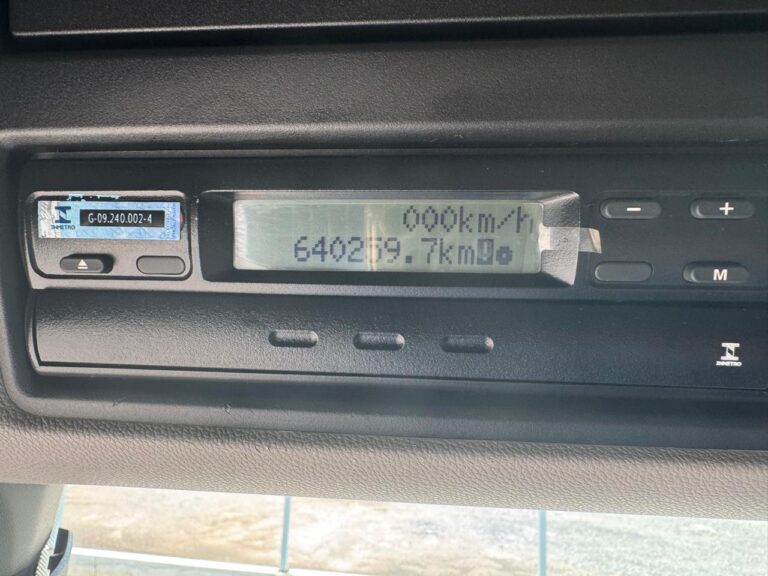 INMETRO
G-09.240.002-4
000km/h
640259.7km
− +
M
INMETRO